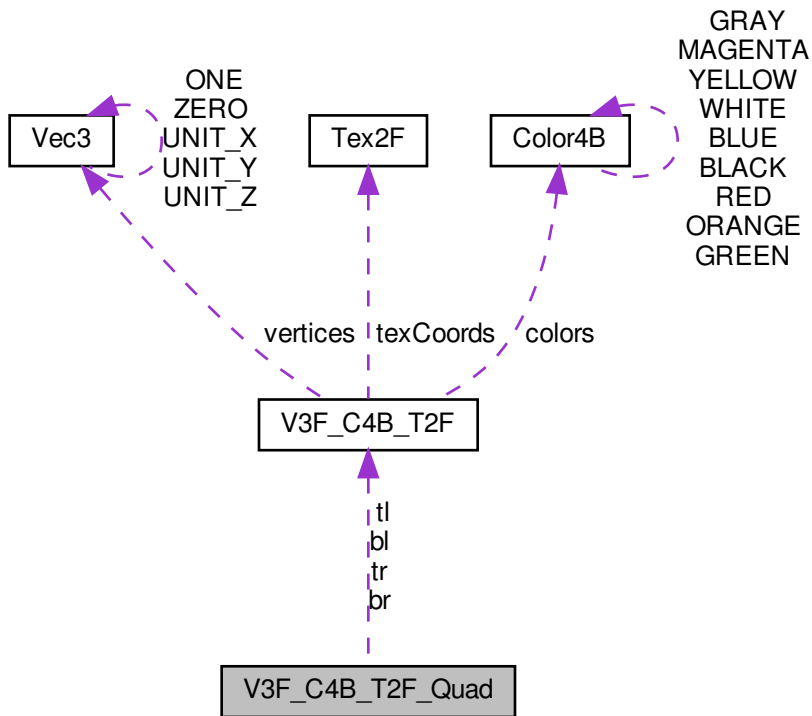 GRAY
MAGENTA
YELLOW
WHITE
BLUE
BLACK
RED
ORANGE
GREEN
ONE
ZERO
UNIT_X
UNIT_Y
UNIT_Z
Vec3
Tex2F
Color4B
vertices
texCoords
colors
V3F_C4B_T2F
tl
bl
tr
br
V3F_C4B_T2F_Quad